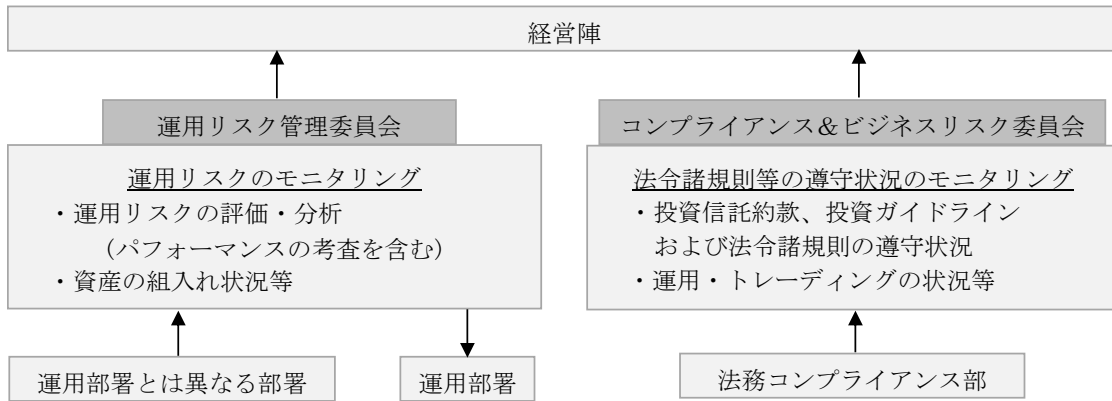 経営陣
運用リスク管理委員会
運用リスクのモニタリング
・運用リスクの評価・分析
（パフォーマンスの考査を含む）
・資産の組入れ状況等
運用部署とは異なる部署
運用部署
コンプライアンス＆ビジネスリスク委員会
法令諸規則等の遵守状況のモニタリング
・投資信託約款、投資ガイドライン
および法令諸規則の遵守状況
・運用・トレーディングの状況等
法務コンプライアンス部